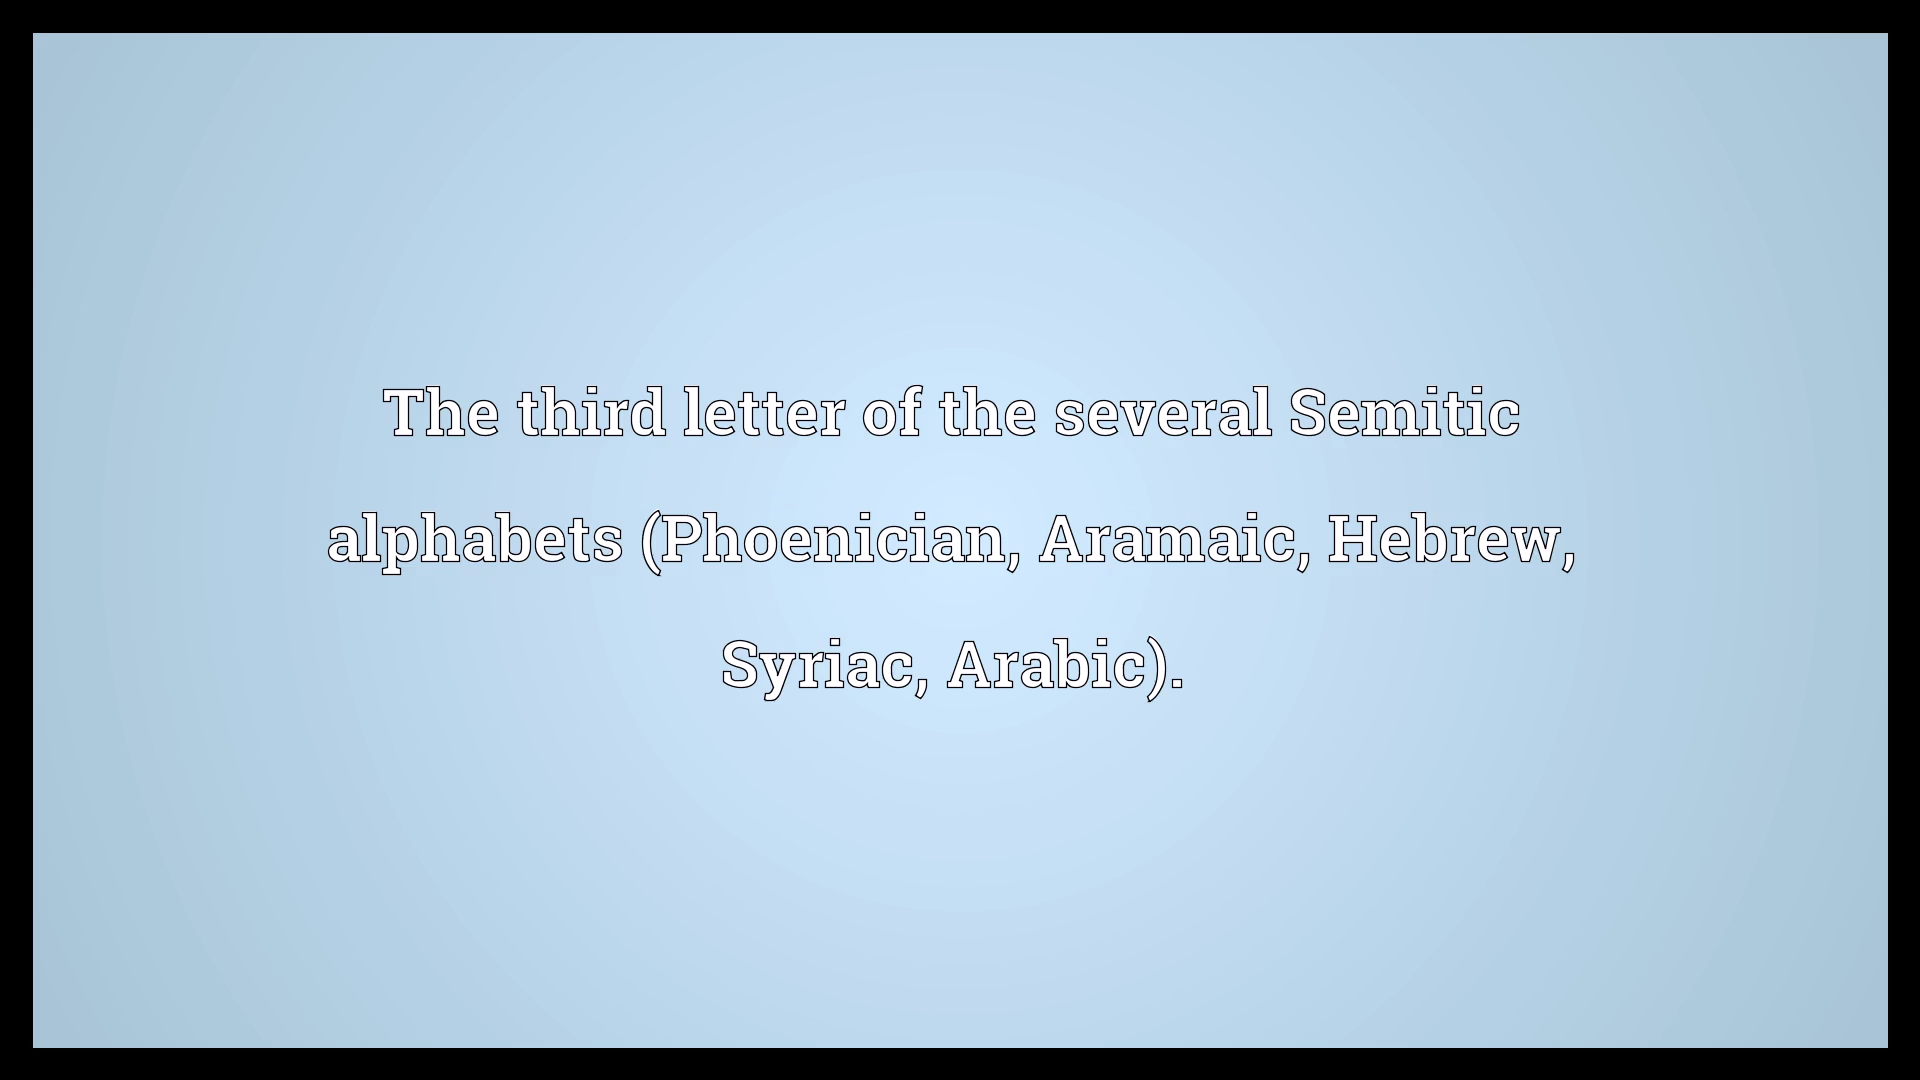 The third letter of the several Semitic
alphabets (Phoenician, Aramaic, Hebrew,
Syriac, Arabic).